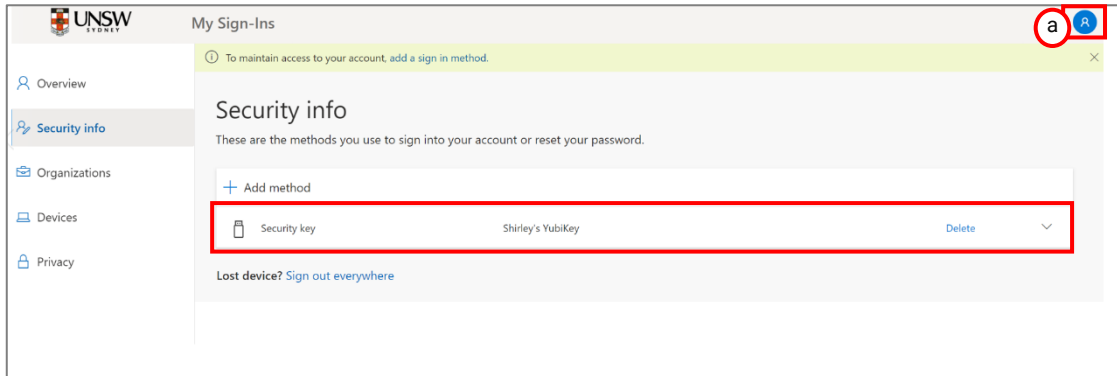 UNSW
SYDNEY
My Sign-Ins
a
To maintain access to your account, add a sign in method.
Overview
Security info
Organizations
Devices
Privacy
Security info
These are the methods you use to sign into your account or reset your password.
Add method
Security key Shirley's YubiKey Delete
Lost device? Sign out everywhere